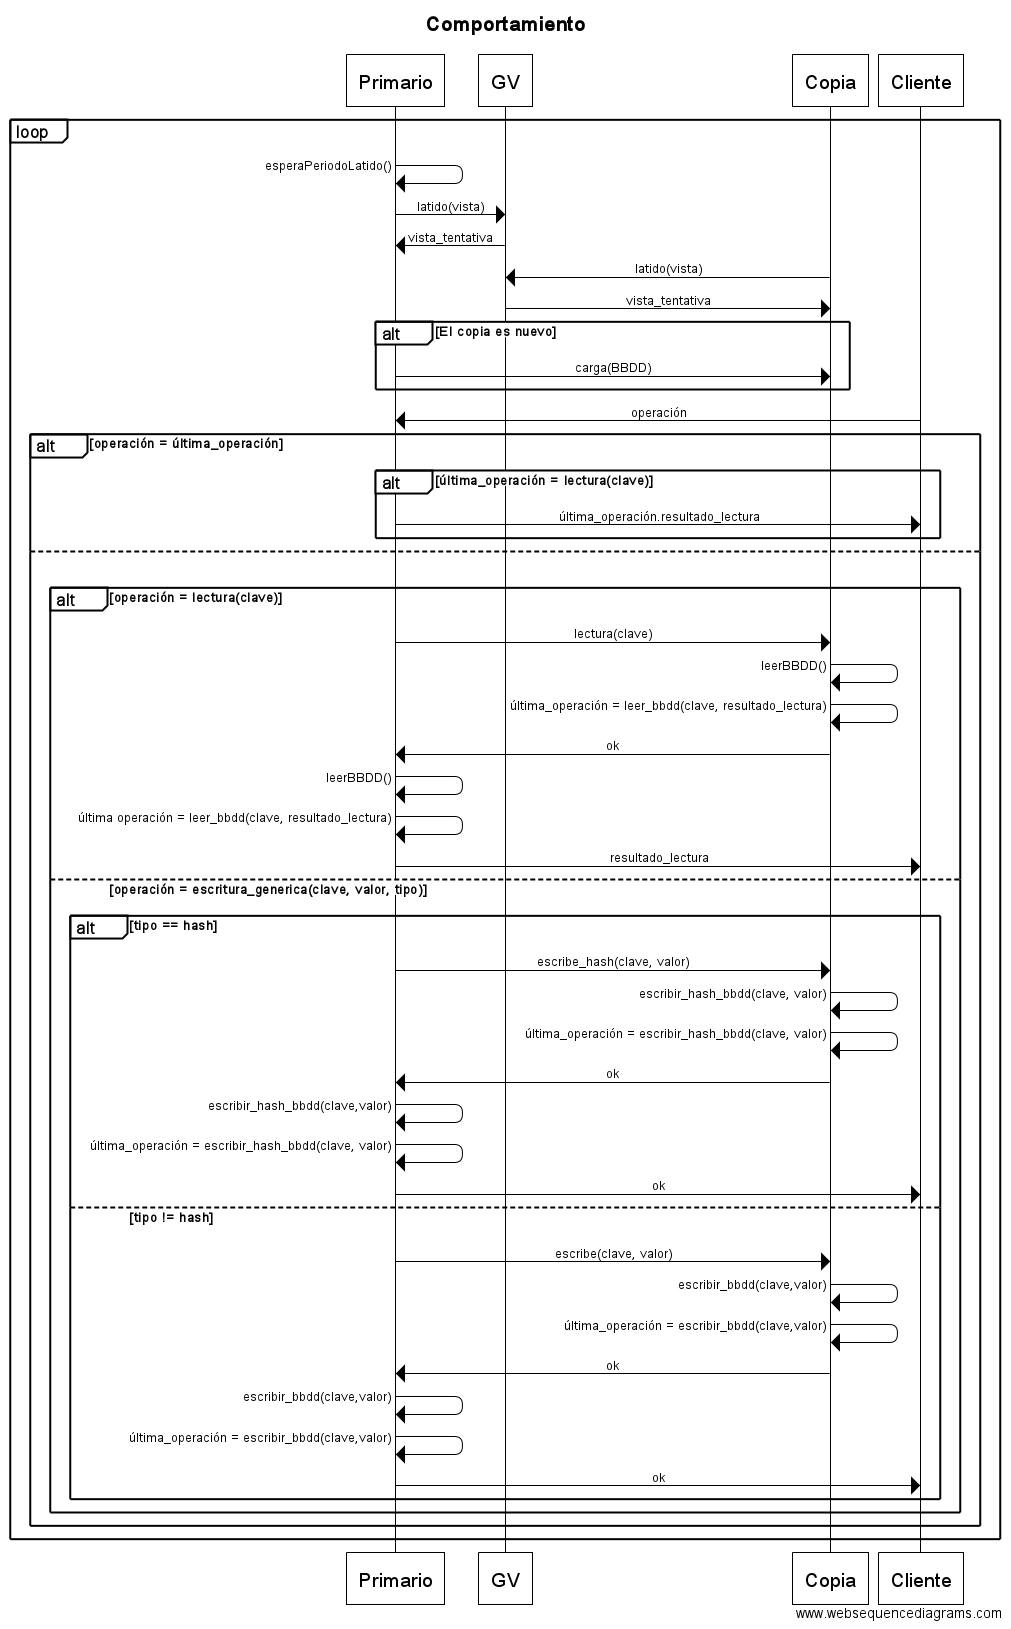 Comportamiento
Primario
GV
Copia
Cliente
loop
esperaPeriodoLatido()
latido(vista)
vista_tentativa
latido(vista)
vista_tentativa
alt
[El copia es nuevo]
carga(BBDD)
operación
alt
[operación = última_operación]
alt
[última_operación = lectura(clave)]
última_operación.resultado_lectura
alt
[operación = lectura(clave)]
lectura(clave)
leerBBDD()
última_operación = leer_bbdd(clave, resultado_lectura)
ok
leerBBDD()
última operación = leer_bbdd(clave, resultado_lectura)
resultado_lectura
[operación = escritura_generica(clave, valor, tipo)]
alt
[tipo == hash]
escribe_hash(clave, valor)
escribir_hash_bbdd(clave, valor)
última_operación = escribir_hash_bbdd(clave, valor)
ok
escribir_hash_bbdd(clave,valor)
última_operación = escribir_hash_bbdd(clave, valor)
ok
[tipo != hash]
escribe(clave, valor)
escribir_bbdd(clave,valor)
última_operación = escribir_bbdd(clave,valor)
ok
escribir_bbdd(clave,valor)
última_operación = escribir_bbdd(clave,valor)
ok
Primario
GV
Copia
Cliente
www.websequencediagrams.com